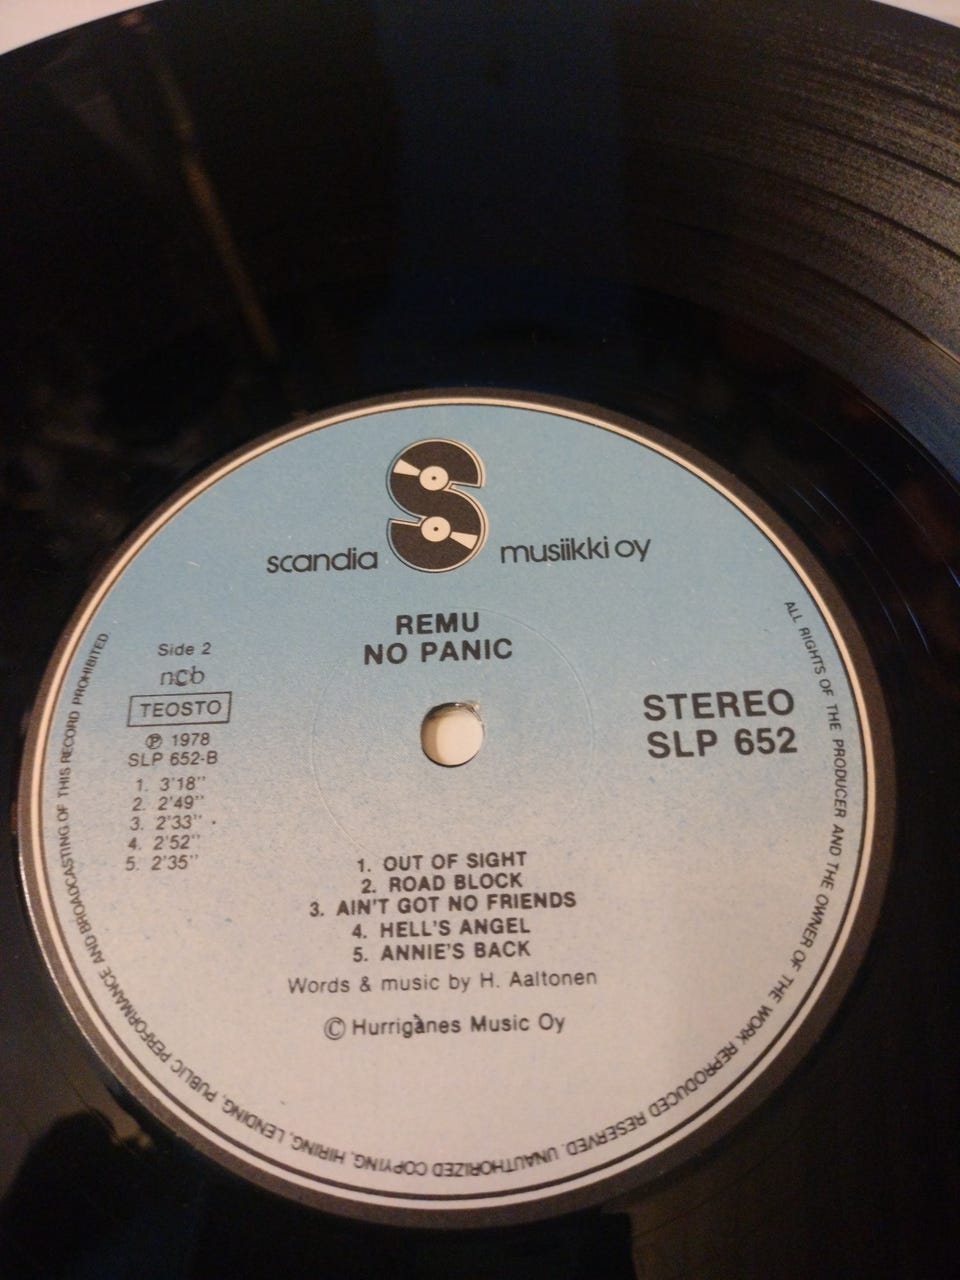 scandia musiikki oy
REMU
NO PANIC
Side 2
ncb
TEOSTO
℗ 1978
SLP 652-B
1. 3'18''
2. 2'49''
3. 2'33''
4. 2'52''
5. 2'35''
STEREO
SLP 652
1. OUT OF SIGHT
2. ROAD BLOCK
3. AIN'T GOT NO FRIENDS
4. HELL'S ANGEL
5. ANNIE'S BACK
Words & music by H. Aaltonen
© Hurriganes Music Oy
ALL RIGHTS OF THE PRODUCER AND THE OWNER OF THE WORK REPRODUCED RESERVED. UNAUTHORIZED COPYING, HIRING, LENDING, PUBLIC PERFORMANCE AND BROADCASTING OF THIS RECORD PROHIBITED